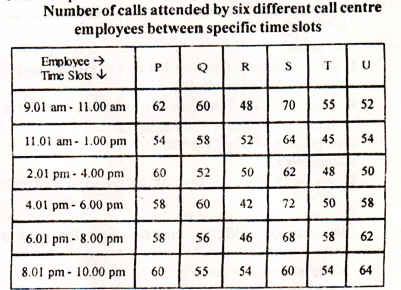 Number of calls attended by six different call centre
employees between specific time slots
Employee → P Q R S T U
Time Slots ↓
9.01 am - 11.00 am 62 60 48 70 55 52
11.01 am - 1.00 pm 54 58 52 64 45 54
2.01 pm - 4.00 pm 60 52 50 62 48 50
4.01 pm - 6.00 pm 58 60 42 72 50 58
6.01 pm - 8.00 pm 58 56 46 68 58 62
8.01 pm - 10.00 pm 60 55 54 60 54 64